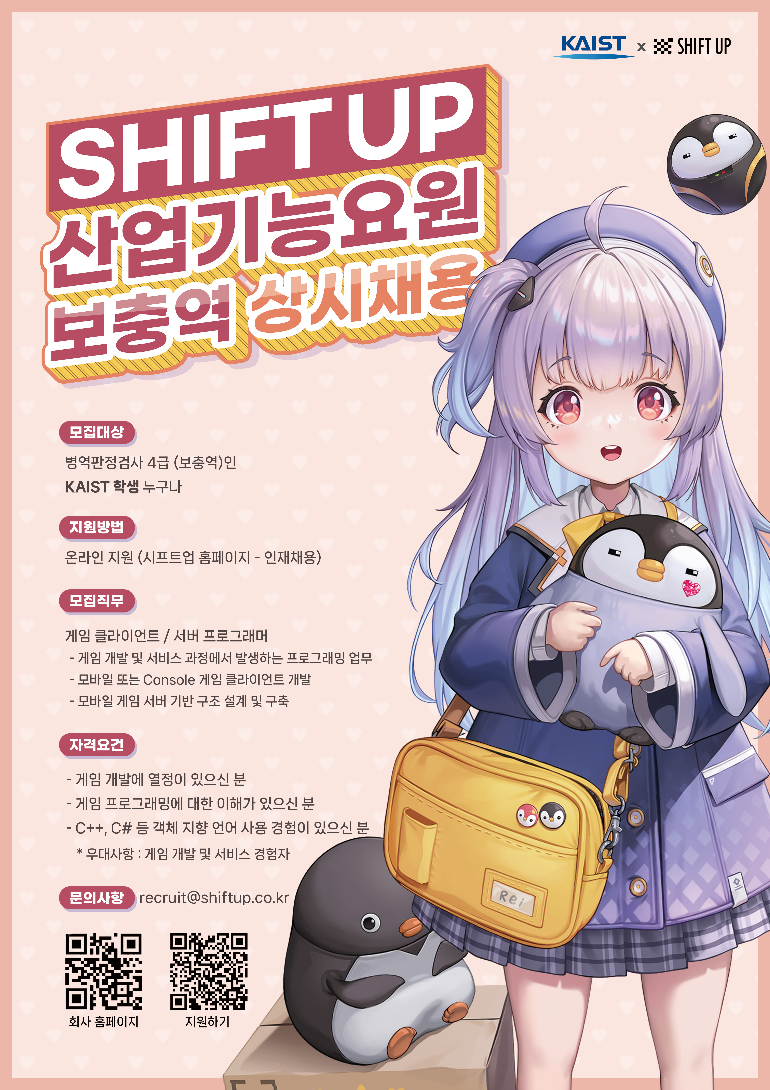 KAIST x SHIFT UP
SHIFT UP
산업기능요원
보충역 상시채용
모집대상
병역판정검사 4급 (보충역)인
KAIST 학생 누구나
지원방법
온라인 지원 (시프트업 홈페이지 - 인재채용)
모집직무
게임 클라이언트 / 서버 프로그래머
- 게임 개발 및 서비스 과정에서 발생하는 프로그래밍 업무
- 모바일 또는 Console 게임 클라이언트 개발
- 모바일 게임 서버 기반 구조 설계 및 구축
자격요건
- 게임 개발에 열정이 있으신 분
- 게임 프로그래밍에 대한 이해가 있으신 분
- C++, C# 등 객체 지향 언어 사용 경험이 있으신 분
* 우대사항 : 게임 개발 및 서비스 경험자
문의사항 recruit@shiftup.co.kr
회사 홈페이지
지원하기
Rei